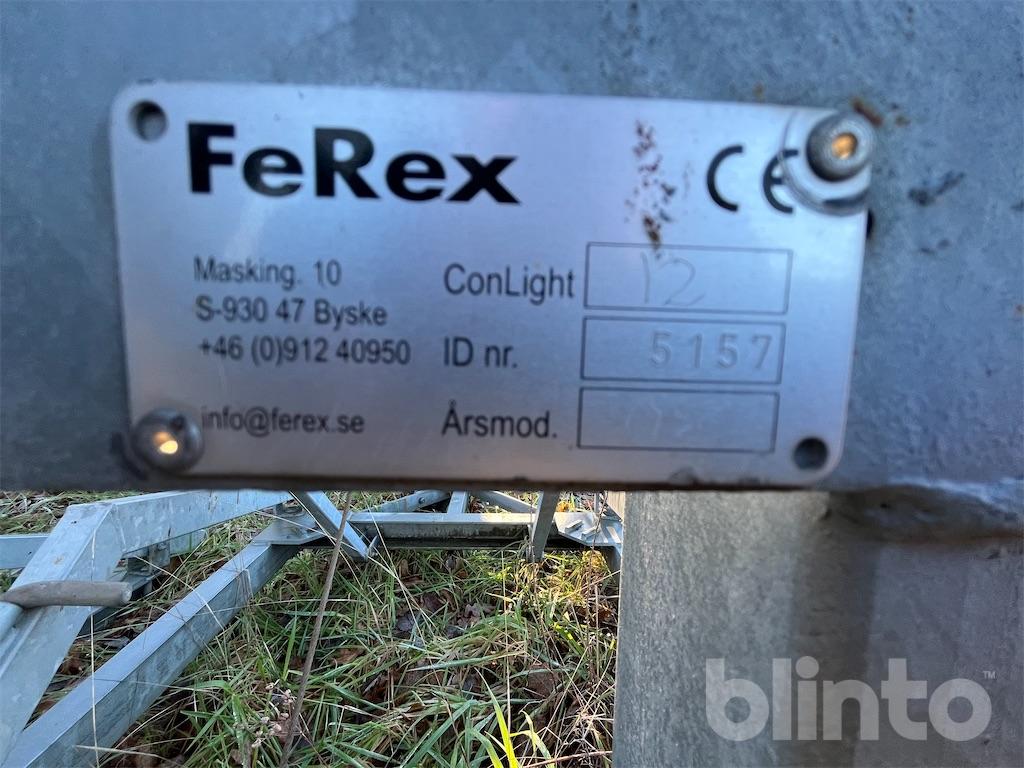 FeRex CE
Masking. 10
S-930 47 Byske
+46 (0)912 40950
info@ferex.se
ConLight 12
ID nr. 5157
Årsmod.
blinto™